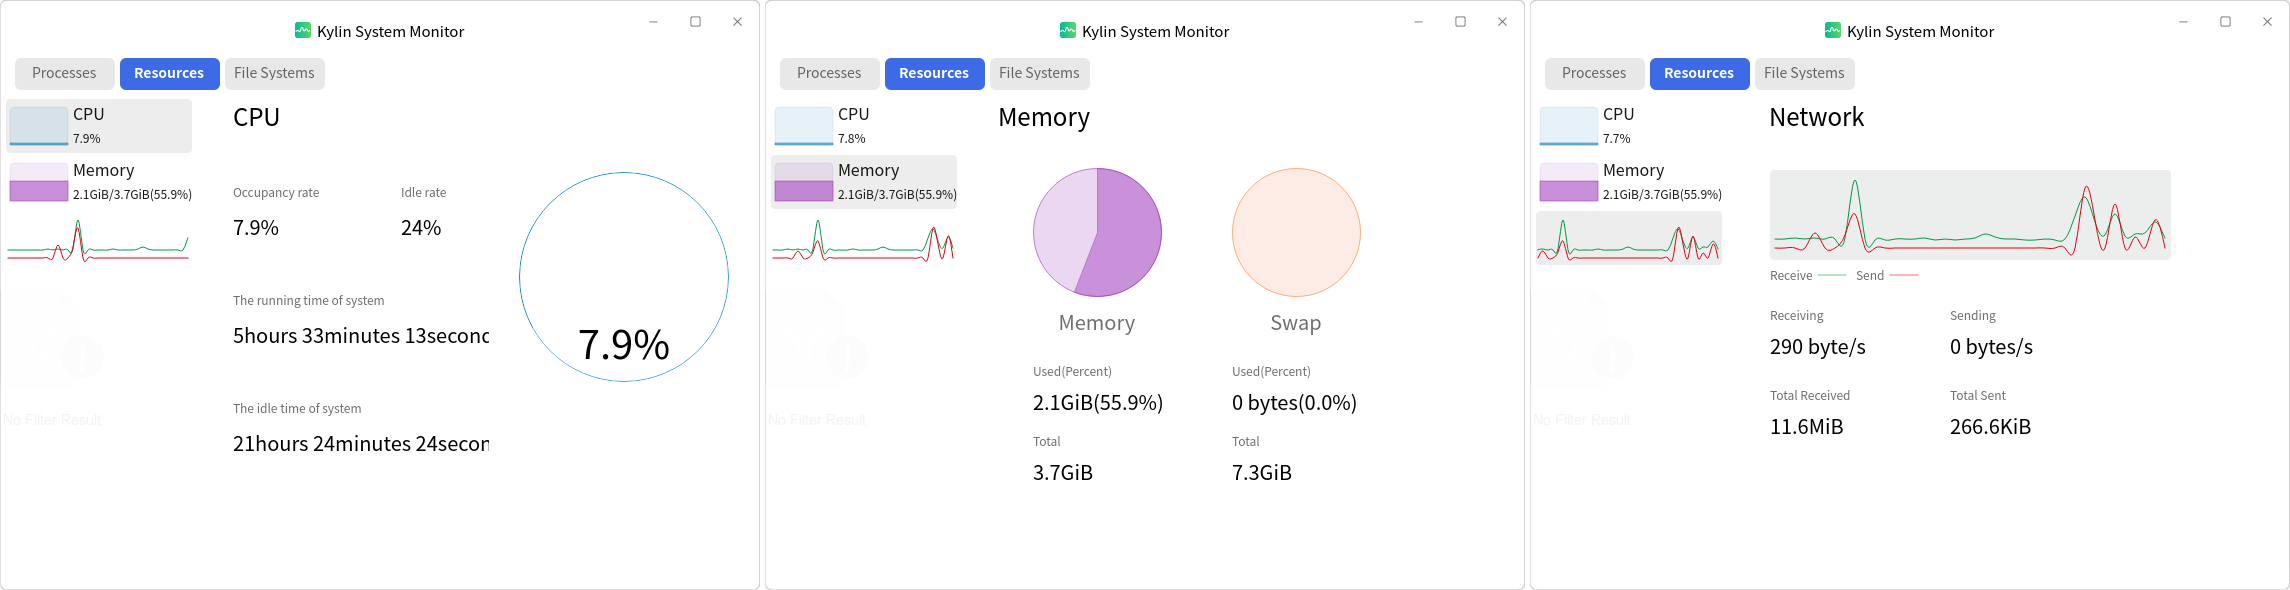 Kylin System Monitor
Processes
Resources
File Systems
CPU
7.9%
Memory
2.1GiB/3.7GiB(55.9%)
No Filter Result
CPU
Occupancy rate
Idle rate
7.9%
24%
The running time of system
5hours 33minutes 13second
The idle time of system
21hours 24minutes 24secon
7.9%
Kylin System Monitor
Processes
Resources
File Systems
CPU
7.8%
Memory
2.1GiB/3.7GiB(55.9%)
No Filter Result
Memory
Memory
Swap
Used(Percent)
Used(Percent)
2.1GiB(55.9%)
0 bytes(0.0%)
Total
Total
3.7GiB
7.3GiB
Kylin System Monitor
Processes
Resources
File Systems
CPU
7.7%
Memory
2.1GiB/3.7GiB(55.9%)
No Filter Result
Network
Receive
Send
Receiving
Sending
290 byte/s
0 bytes/s
Total Received
Total Sent
11.6MiB
266.6KiB